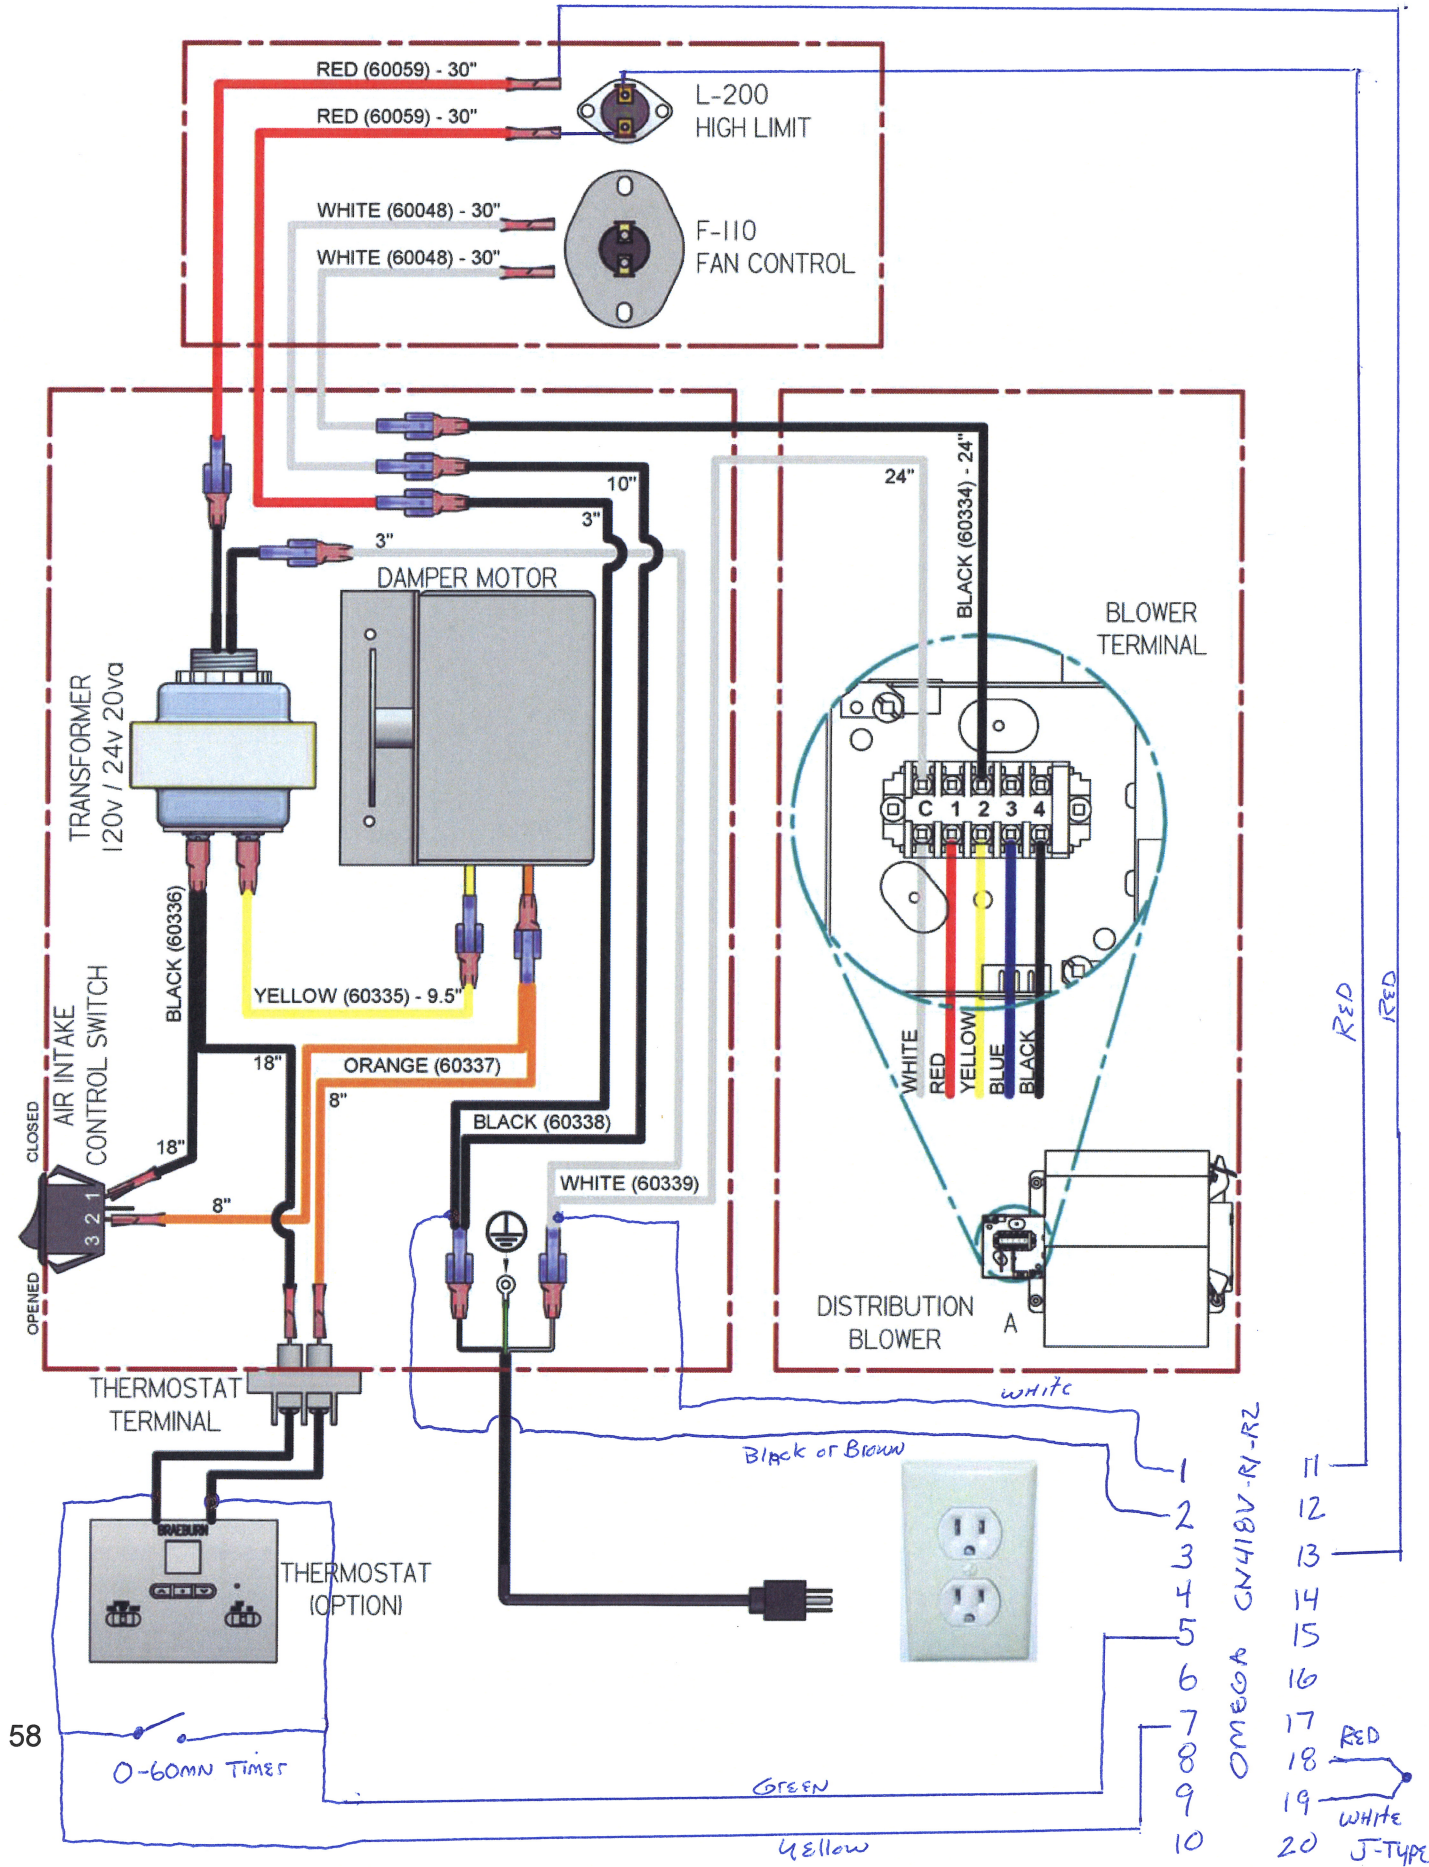 RED (60059) - 30"
RED (60059) - 30"
L-200
HIGH LIMIT
WHITE (60048) - 30"
WHITE (60048) - 30"
F-110
FAN CONTROL
10"
3"
3"
24"
BLACK (60334) - 24"
DAMPER MOTOR
TRANSFORMER
120v / 24v 20va
BLOWER
TERMINAL
C 1 2 3 4
BLACK (60336)
YELLOW (60335) - 9.5"
18"
ORANGE (60337)
8"
AIR INTAKE
CONTROL SWITCH
CLOSED
OPENED
18"
8"
1
2
3
BLACK (60338)
WHITE (60339)
WHITE
RED
YELLOW
BLUE
BLACK
RED
RED
DISTRIBUTION
BLOWER
A
THERMOSTAT
TERMINAL
BRAEBURN
THERMOSTAT
(OPTION)
WHITE
Black or Brown
OMEGA CN418V-R1-R2
1
2
3
4
5
6
7
8
9
10
11
12
13
14
15
16
17
18
19
20
RED
WHITE
J-TYPE
58
0-60MN Timer
Green
Yellow